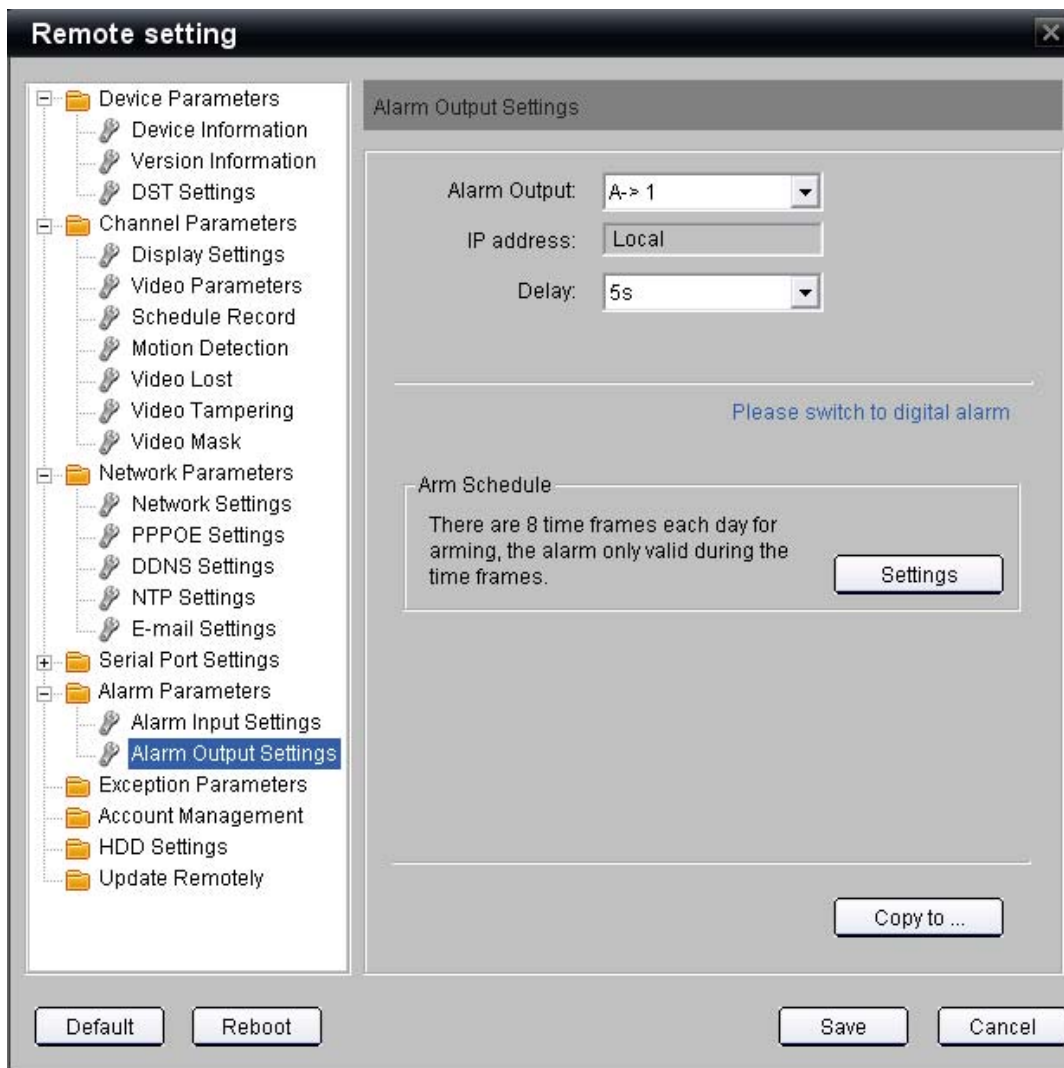 Remote setting
Device Parameters
Device Information
Version Information
DST Settings
Channel Parameters
Display Settings
Video Parameters
Schedule Record
Motion Detection
Video Lost
Video Tampering
Video Mask
Network Parameters
Network Settings
PPPOE Settings
DDNS Settings
NTP Settings
E-mail Settings
Serial Port Settings
Alarm Parameters
Alarm Input Settings
Alarm Output Settings
Exception Parameters
Account Management
HDD Settings
Update Remotely
Alarm Output Settings
Alarm Output: A-> 1
IP address: Local
Delay: 5s
Please switch to digital alarm
Arm Schedule
There are 8 time frames each day for
arming, the alarm only valid during the
time frames.
Settings
Copy to ...
Default Reboot Save Cancel